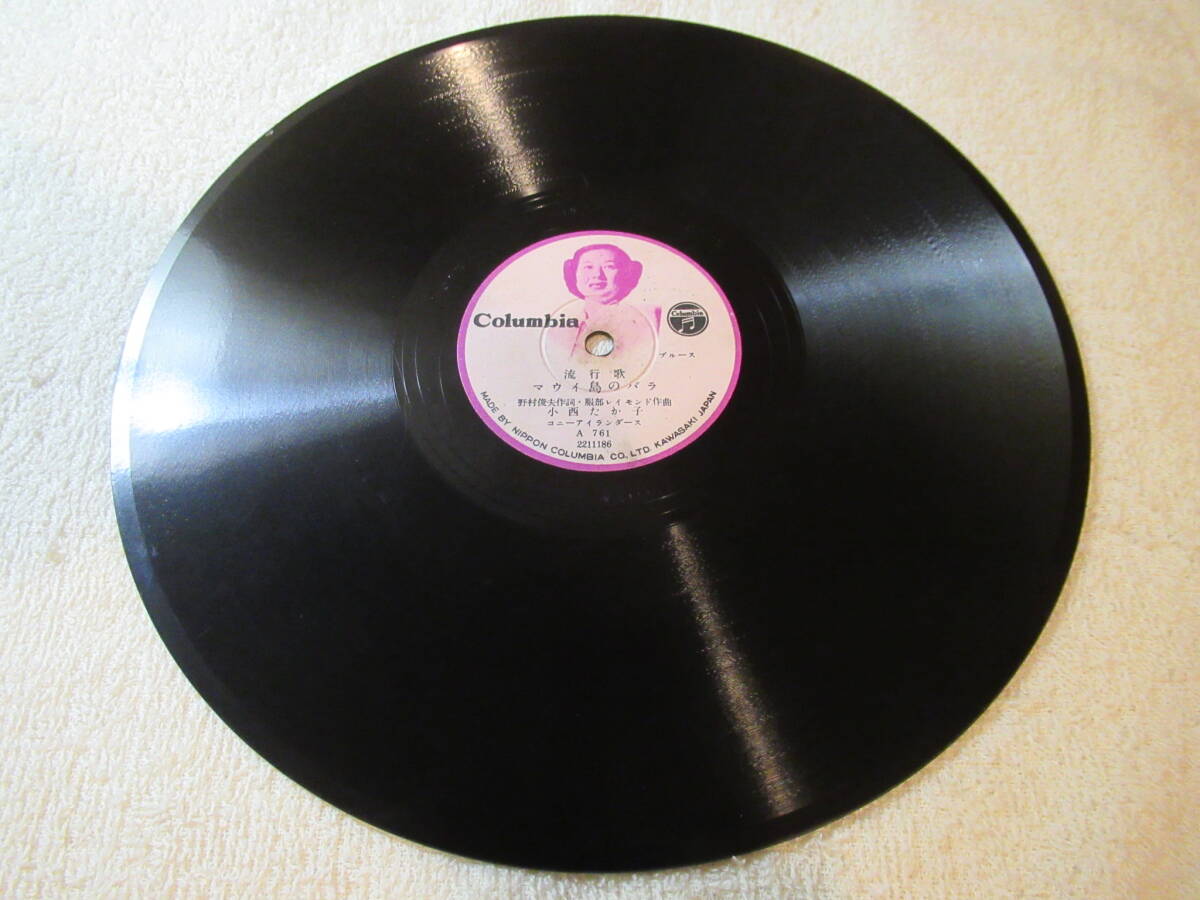 Columbia
Columbia
ブルース
流行歌
マウイ島のバラ
野村俊夫作詞・服部レイモンド作曲
小西たか子
コニーアイランダース
A 761
2211186
MADE BY NIPPON COLUMBIA CO., LTD. KAWASAKI JAPAN